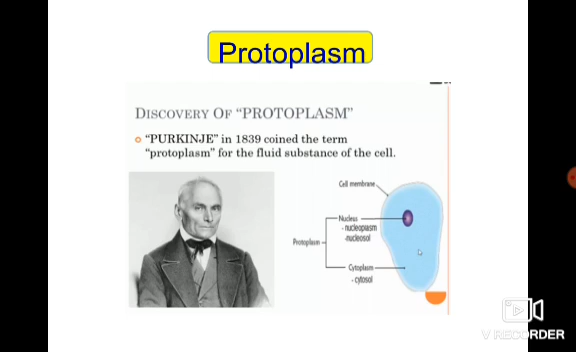 Protoplasm
DISCOVERY OF "PROTOPLASM"
"PURKINJE" in 1839 coined the term
"protoplasm" for the fluid substance of the cell.
Cell membrane
Nucleus
- nucleoplasm
-nucleosol
Protoplasm
Cytoplasm
- cytosol
V RECORDER